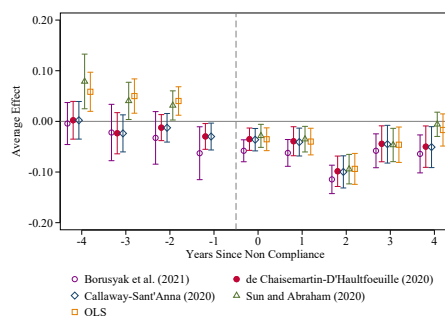 Average Effect
0.20
0.10
0.00
-0.10
-0.20
-4 -3 -2 -1 0 1 2 3 4
Years Since Non Compliance
Borusyak et al. (2021) de Chaisemartin-D'Haultfoeuille (2020)
Callaway-Sant'Anna (2020) Sun and Abraham (2020)
OLS